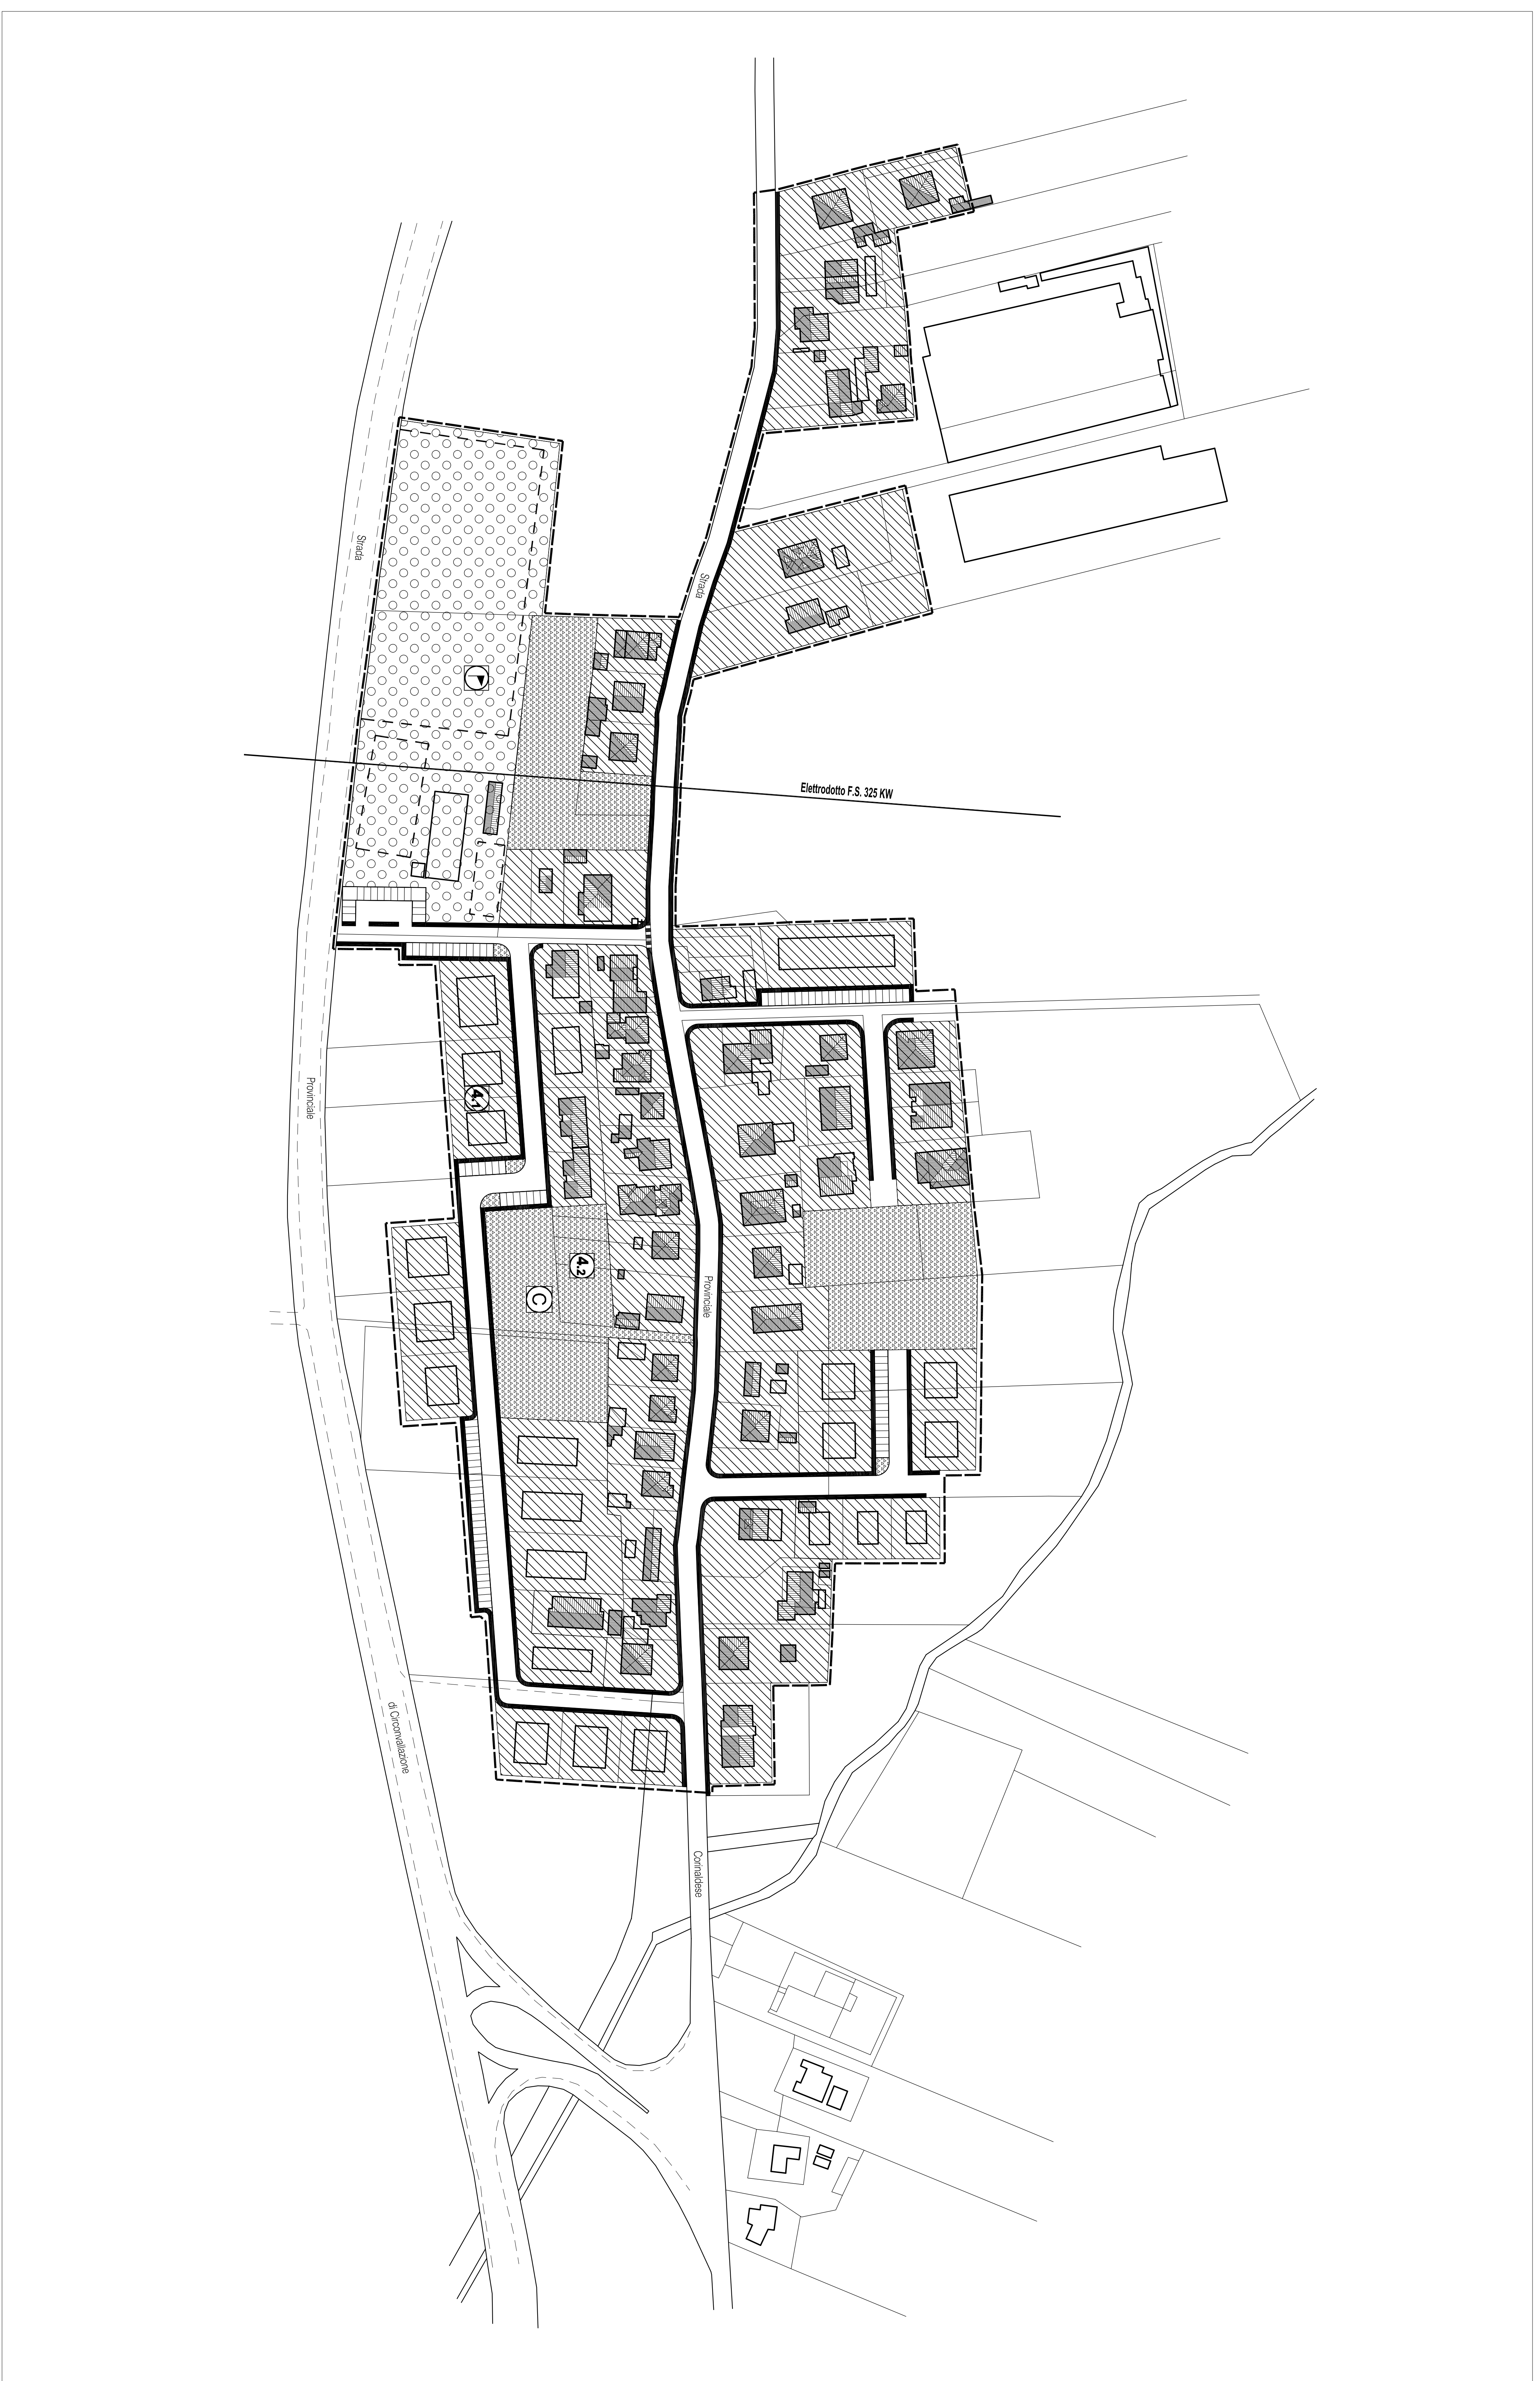 Strada
Strada
Elettrodotto F.S. 325 KW
Provinciale
4.1
4.2
C
Provinciale
di Circonvallazione
Corinaldese